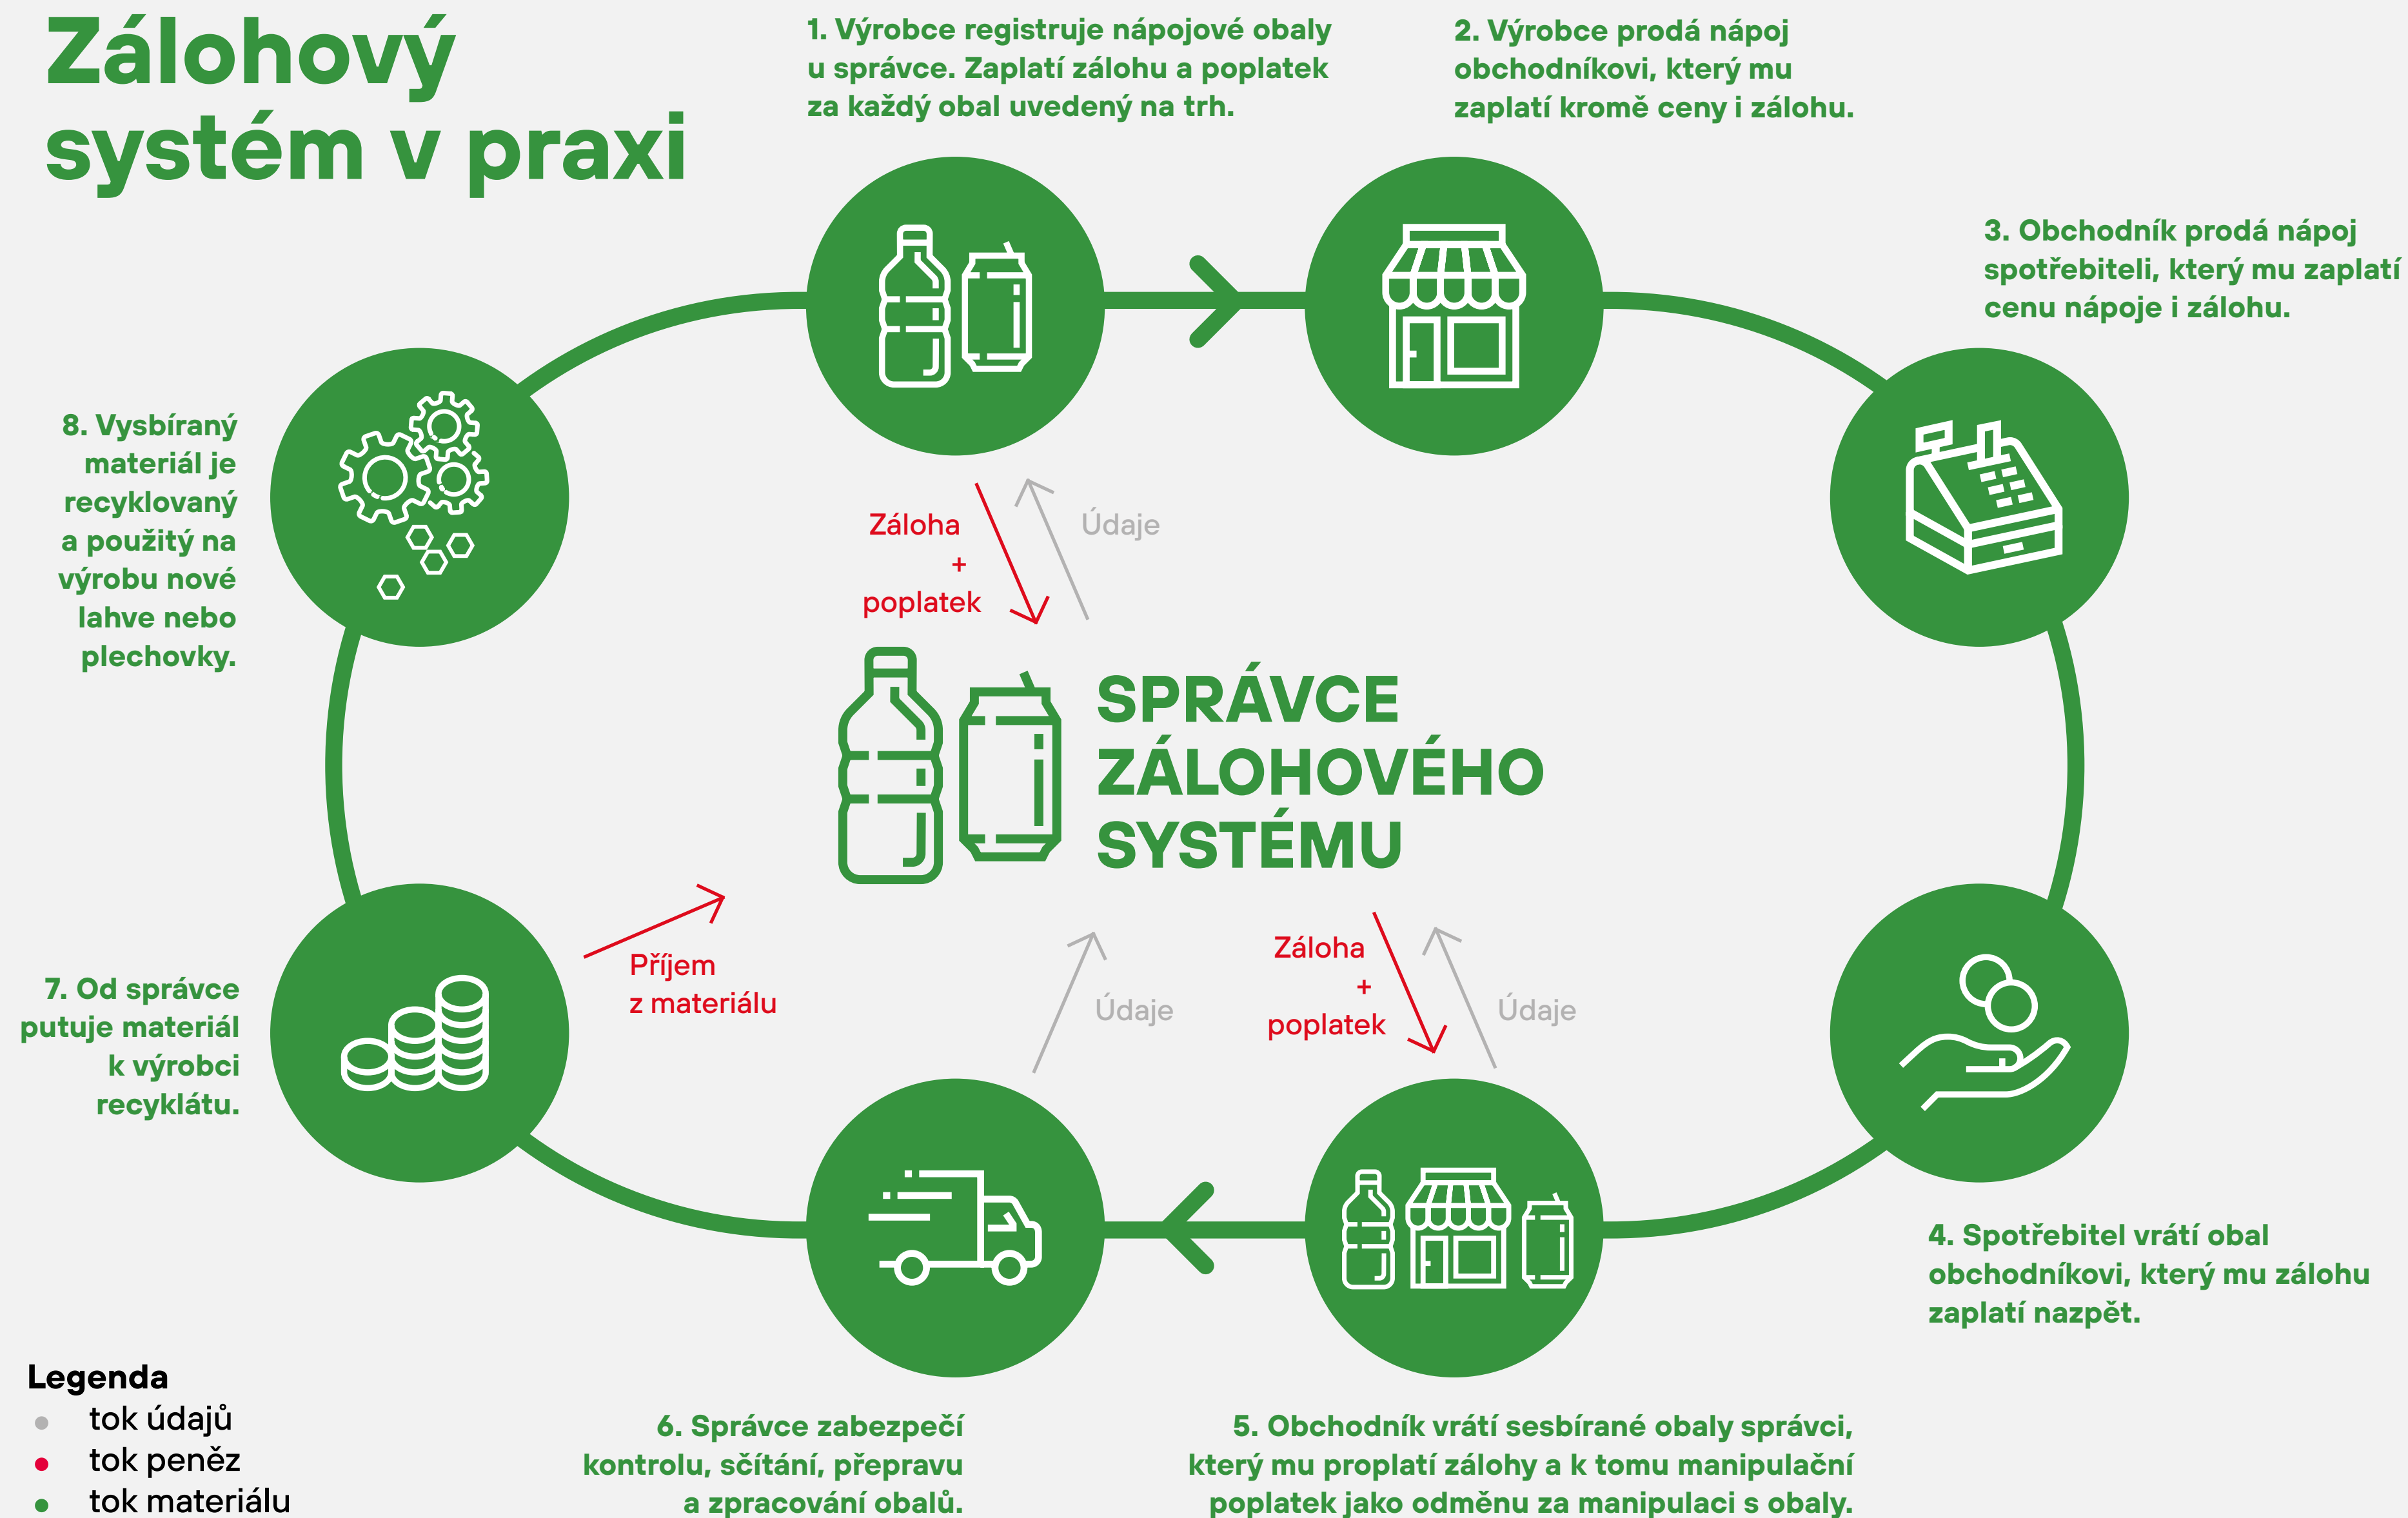 Zálohový
systém v praxi
1. Výrobce registruje nápojové obaly
u správce. Zaplatí zálohu a poplatek
za každý obal uvedený na trh.
2. Výrobce prodá nápoj
obchodníkovi, který mu
zaplatí kromě ceny i zálohu.
3. Obchodník prodá nápoj
spotřebiteli, který mu zaplatí
cenu nápoje i zálohu.
8. Vysbíraný
materiál je
recyklovaný
a použitý na
výrobu nové
lahve nebo
plechovky.
Záloha
+
poplatek
Údaje
SPRÁVCE
ZÁLOHOVÉHO
SYSTÉMU
Příjem
z materiálu
Údaje
Záloha
+
poplatek
Údaje
7. Od správce
putuje materiál
k výrobci
recyklátu.
4. Spotřebitel vrátí obal
obchodníkovi, který mu zálohu
zaplatí nazpět.
6. Správce zabezpečí
kontrolu, sčítání, přepravu
a zpracování obalů.
5. Obchodník vrátí sesbírané obaly správci,
který mu proplatí zálohy a k tomu manipulační
poplatek jako odměnu za manipulaci s obaly.
Legenda
tok údajů
tok peněz
tok materiálu